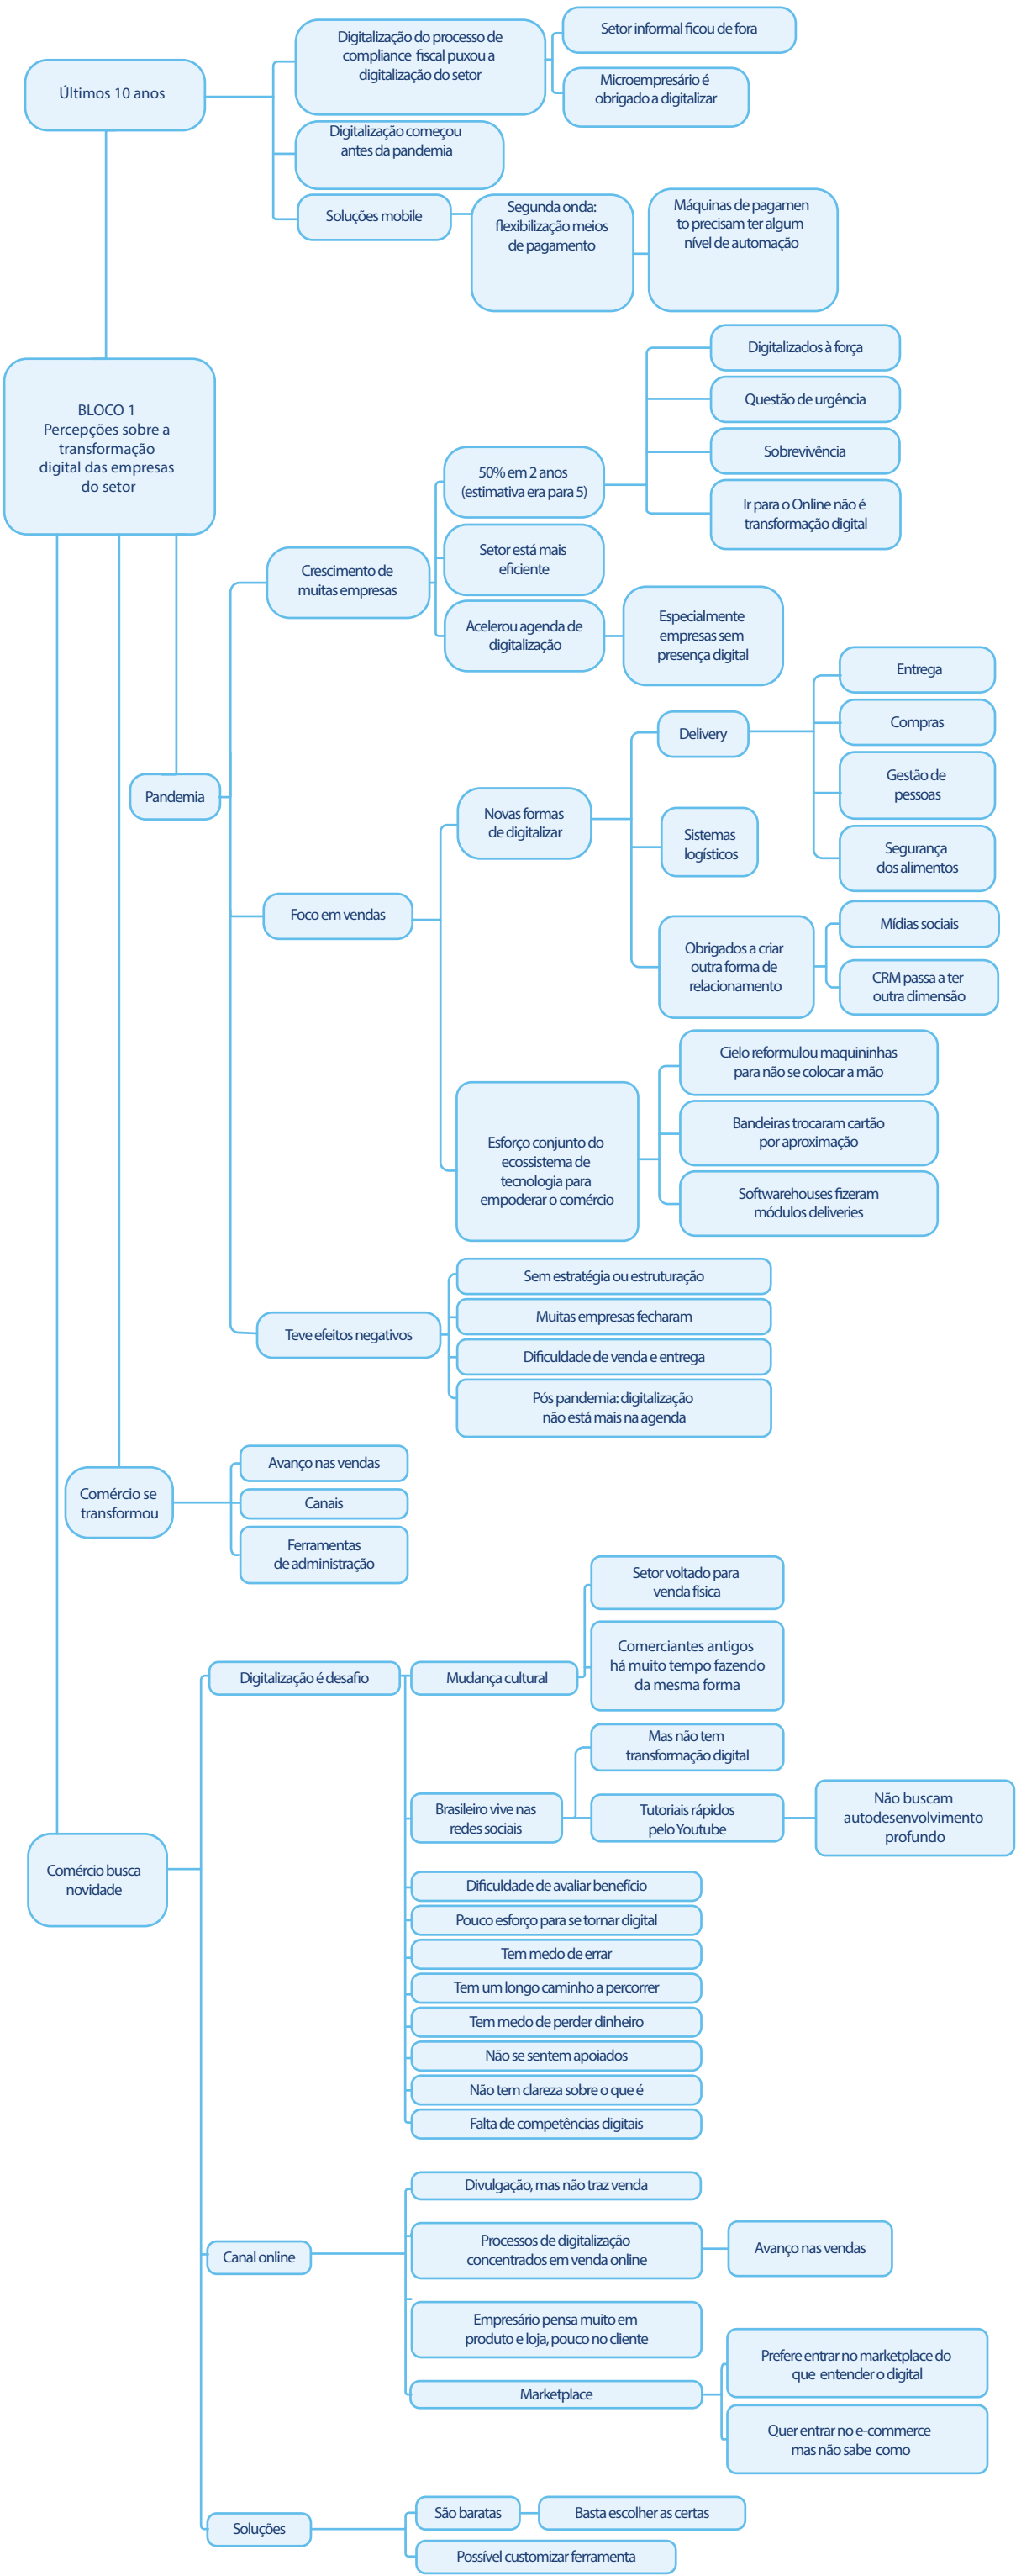 Últimos 10 anos
Digitalização do processo de
compliance fiscal puxou a
digitalização do setor
Setor informal ficou de fora
Microempresário é
obrigado a digitalizar
Digitalização começou
antes da pandemia
Soluções mobile
Segunda onda:
flexibilização meios
de pagamento
Máquinas de pagamen
to precisam ter algum
nível de automação
BLOCO 1
Percepções sobre a
transformação
digital das empresas
do setor
Pandemia
Crescimento de
muitas empresas
50% em 2 anos
(estimativa era para 5)
Digitalizados à força
Questão de urgência
Sobrevivência
Ir para o Online não é
transformação digital
Setor está mais
eficiente
Acelerou agenda de
digitalização
Especialmente
empresas sem
presença digital
Foco em vendas
Novas formas
de digitalizar
Delivery
Entrega
Compras
Gestão de
pessoas
Segurança
dos alimentos
Sistemas
logísticos
Obrigados a criar
outra forma de
relacionamento
Mídias sociais
CRM passa a ter
outra dimensão
Esforço conjunto do
ecossistema de
tecnologia para
empoderar o comércio
Cielo reformulou maquininhas
para não se colocar a mão
Bandeiras trocaram cartão
por aproximação
Softwarehouses fizeram
módulos deliveries
Teve efeitos negativos
Sem estratégia ou estruturação
Muitas empresas fecharam
Dificuldade de venda e entrega
Pós pandemia: digitalização
não está mais na agenda
Comércio se
transformou
Avanço nas vendas
Canais
Ferramentas
de administração
Comércio busca
novidade
Digitalização é desafio
Mudança cultural
Setor voltado para
venda física
Comerciantes antigos
há muito tempo fazendo
da mesma forma
Brasileiro vive nas
redes sociais
Mas não tem
transformação digital
Tutoriais rápidos
pelo Youtube
Não buscam
autodesenvolvimento
profundo
Dificuldade de avaliar benefício
Pouco esforço para se tornar digital
Tem medo de errar
Tem um longo caminho a percorrer
Tem medo de perder dinheiro
Não se sentem apoiados
Não tem clareza sobre o que é
Falta de competências digitais
Canal online
Divulgação, mas não traz venda
Processos de digitalização
concentrados em venda online
Avanço nas vendas
Empresário pensa muito em
produto e loja, pouco no cliente
Marketplace
Prefere entrar no marketplace do
que entender o digital
Quer entrar no e-commerce
mas não sabe como
Soluções
São baratas
Basta escolher as certas
Possível customizar ferramenta